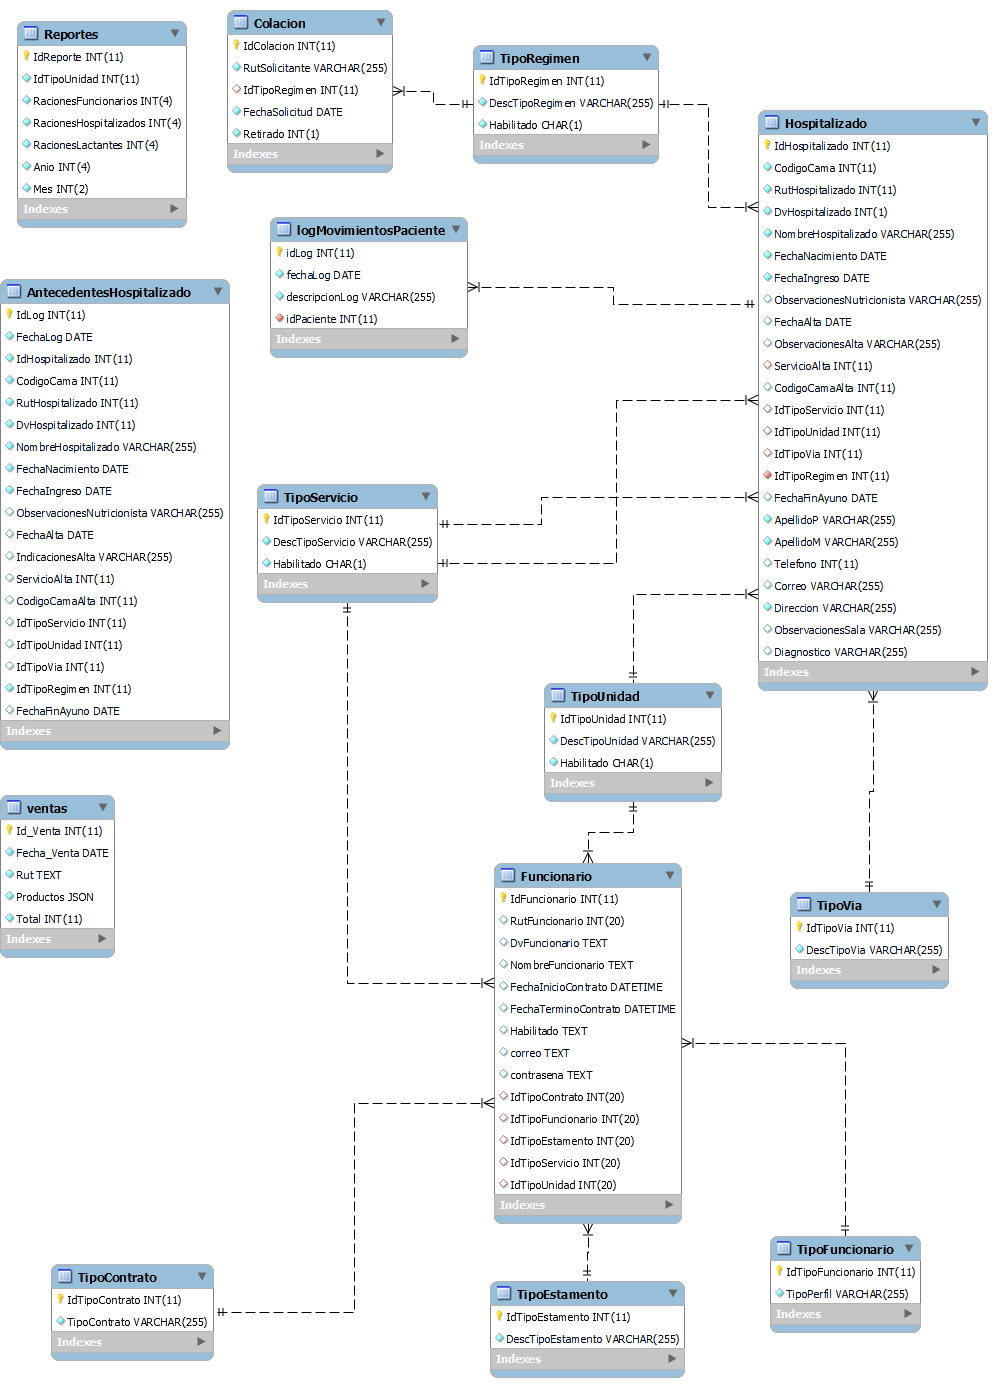 Reportes
IdReporte INT(11)
IdTipoUnidad INT(11)
RacionesFuncionarios INT(4)
RacionesHospitalizados INT(4)
RacionesLactantes INT(4)
Anio INT(4)
Mes INT(2)
Indexes
Colacion
IdColacion INT(11)
RutSolicitante VARCHAR(255)
IdTipoRegimen INT(11)
FechaSolicitud DATE
Retirado INT(1)
Indexes
TipoRegimen
IdTipoRegimen INT(11)
DescTipoRegimen VARCHAR(255)
Habilitado CHAR(1)
Indexes
Hospitalizado
IdHospitalizado INT(11)
CodigoCama INT(11)
RutHospitalizado INT(11)
DvHospitalizado INT(1)
NombreHospitalizado VARCHAR(255)
FechaNacimiento DATE
FechaIngreso DATE
ObservacionesNutricionista VARCHAR(255)
FechaAlta DATE
ObservacionesAlta VARCHAR(255)
ServicioAlta INT(11)
CodigoCamaAlta INT(11)
IdTipoServicio INT(11)
IdTipoUnidad INT(11)
IdTipoVia INT(11)
IdTipoRegimen INT(11)
FechaFinAyuno DATE
ApellidoP VARCHAR(255)
ApellidoM VARCHAR(255)
Telefono INT(11)
Correo VARCHAR(255)
Direccion VARCHAR(255)
ObservacionesSala VARCHAR(255)
Diagnostico VARCHAR(255)
Indexes
logMovimientosPaciente
idLog INT(11)
fechaLog DATE
descripcionLog VARCHAR(255)
idPaciente INT(11)
Indexes
AntecedentesHospitalizado
IdLog INT(11)
FechaLog DATE
IdHospitalizado INT(11)
CodigoCama INT(11)
RutHospitalizado INT(11)
DvHospitalizado INT(11)
NombreHospitalizado VARCHAR(255)
FechaNacimiento DATE
FechaIngreso DATE
ObservacionesNutricionista VARCHAR(255)
FechaAlta DATE
IndicacionesAlta VARCHAR(255)
ServicioAlta INT(11)
CodigoCamaAlta INT(11)
IdTipoServicio INT(11)
IdTipoUnidad INT(11)
IdTipoVia INT(11)
IdTipoRegimen INT(11)
FechaFinAyuno DATE
Indexes
TipoServicio
IdTipoServicio INT(11)
DescTipoServicio VARCHAR(255)
Habilitado CHAR(1)
Indexes
TipoUnidad
IdTipoUnidad INT(11)
DescTipoUnidad VARCHAR(255)
Habilitado CHAR(1)
Indexes
ventas
Id_Venta INT(11)
Fecha_Venta DATE
Rut TEXT
Productos JSON
Total INT(11)
Indexes
Funcionario
IdFuncionario INT(11)
RutFuncionario INT(20)
DvFuncionario TEXT
NombreFuncionario TEXT
FechaInicioContrato DATETIME
FechaTerminoContrato DATETIME
Habilitado TEXT
correo TEXT
contrasena TEXT
IdTipoContrato INT(20)
IdTipoFuncionario INT(20)
IdTipoEstamento INT(20)
IdTipoServicio INT(20)
IdTipoUnidad INT(20)
Indexes
TipoVia
IdTipoVia INT(11)
DescTipoVia VARCHAR(255)
Indexes
TipoFuncionario
IdTipoFuncionario INT(11)
TipoPerfil VARCHAR(255)
Indexes
TipoContrato
IdTipoContrato INT(11)
TipoContrato VARCHAR(255)
Indexes
TipoEstamento
IdTipoEstamento INT(11)
DescTipoEstamento VARCHAR(255)
Indexes